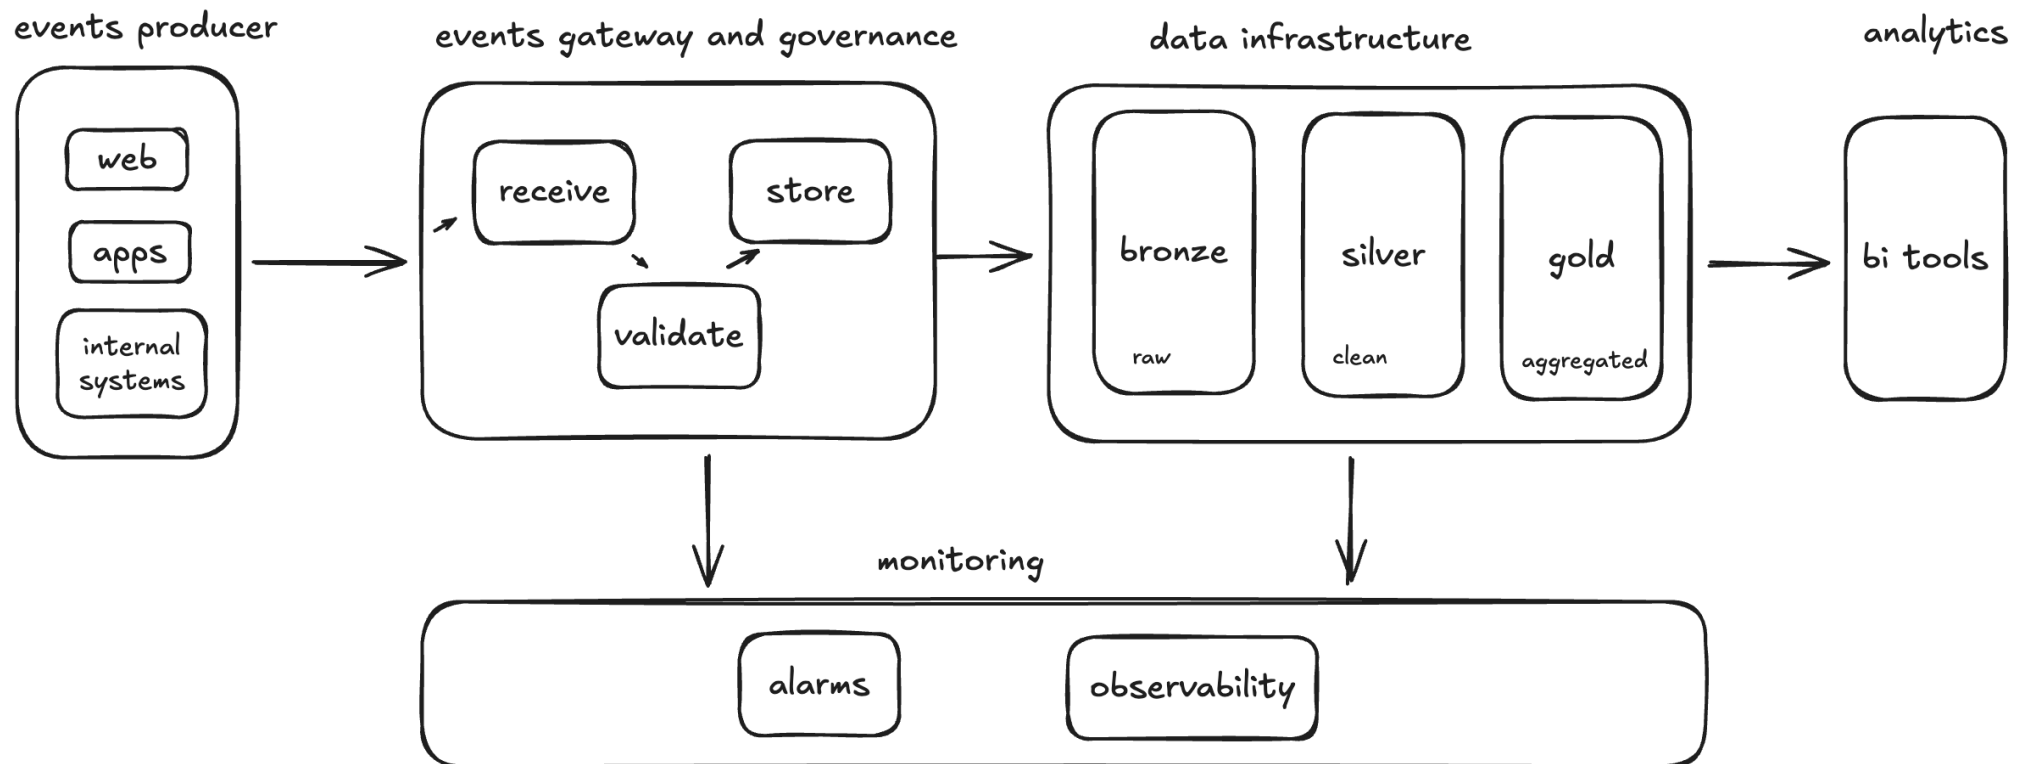 events producer
web
apps
internal
systems
events gateway and governance
receive
store
validate
data infrastructure
bronze
raw
silver
clean
gold
aggregated
analytics
bi tools
monitoring
alarms
observability